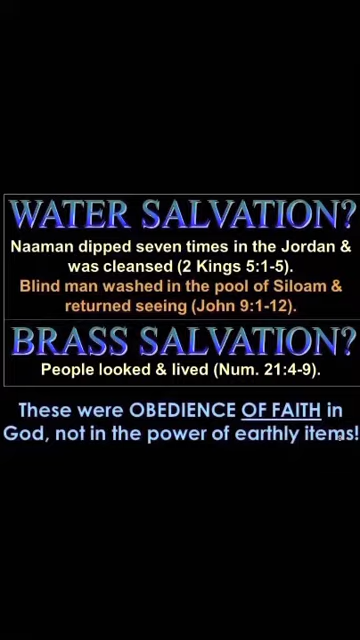 WATER SALVATION?
Naaman dipped seven times in the Jordan &
was cleansed (2 Kings 5:1-5).
Blind man washed in the pool of Siloam &
returned seeing (John 9:1-12).
BRASS SALVATION?
People looked & lived (Num. 21:4-9).
These were OBEDIENCE OF FAITH in
God, not in the power of earthly items!